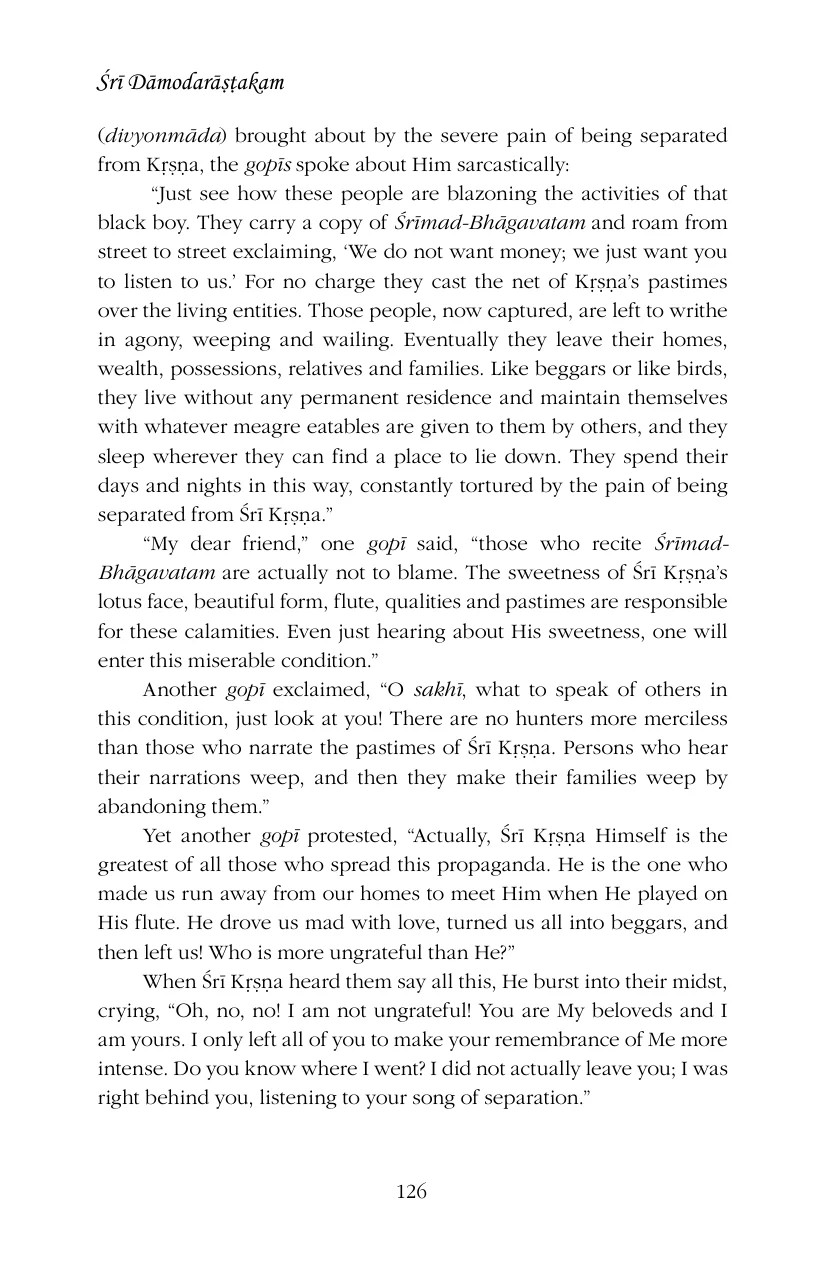 Śrī Dāmodarāṣṭakam
(divyonmāda) brought about by the severe pain of being separated
from Kṛṣṇa, the gopīs spoke about Him sarcastically:
“Just see how these people are blazoning the activities of that
black boy. They carry a copy of Śrīmad-Bhāgavatam and roam from
street to street exclaiming, ‘We do not want money; we just want you
to listen to us.’ For no charge they cast the net of Kṛṣṇa’s pastimes
over the living entities. Those people, now captured, are left to writhe
in agony, weeping and wailing. Eventually they leave their homes,
wealth, possessions, relatives and families. Like beggars or like birds,
they live without any permanent residence and maintain themselves
with whatever meagre eatables are given to them by others, and they
sleep wherever they can find a place to lie down. They spend their
days and nights in this way, constantly tortured by the pain of being
separated from Śrī Kṛṣṇa.”
“My dear friend,” one gopī said, “those who recite Śrīmad-
Bhāgavatam are actually not to blame. The sweetness of Śrī Kṛṣṇa’s
lotus face, beautiful form, flute, qualities and pastimes are responsible
for these calamities. Even just hearing about His sweetness, one will
enter this miserable condition.”
Another gopī exclaimed, “O sakhī, what to speak of others in
this condition, just look at you! There are no hunters more merciless
than those who narrate the pastimes of Śrī Kṛṣṇa. Persons who hear
their narrations weep, and then they make their families weep by
abandoning them.”
Yet another gopī protested, “Actually, Śrī Kṛṣṇa Himself is the
greatest of all those who spread this propaganda. He is the one who
made us run away from our homes to meet Him when He played on
His flute. He drove us mad with love, turned us all into beggars, and
then left us! Who is more ungrateful than He?”
When Śrī Kṛṣṇa heard them say all this, He burst into their midst,
crying, “Oh, no, no! I am not ungrateful! You are My beloveds and I
am yours. I only left all of you to make your remembrance of Me more
intense. Do you know where I went? I did not actually leave you; I was
right behind you, listening to your song of separation.”
126